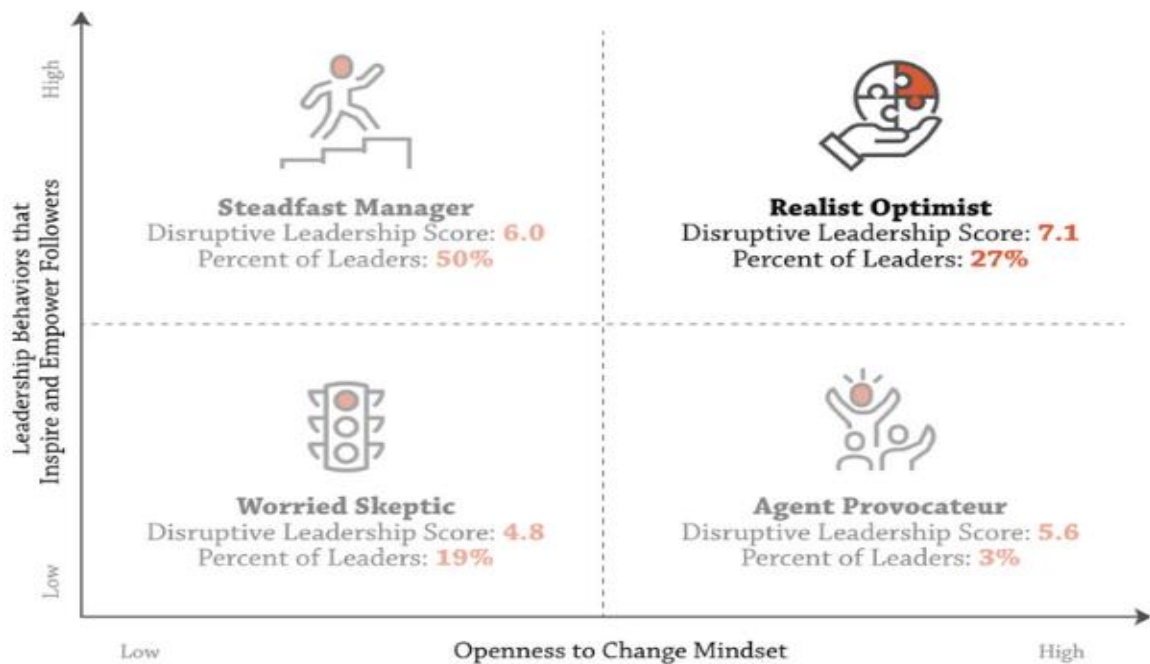 High
Steadfast Manager
Disruptive Leadership Score: 6.0
Percent of Leaders: 50%
Realist Optimist
Disruptive Leadership Score: 7.1
Percent of Leaders: 27%
Leadership Behaviors that
Inspire and Empower Followers
Worried Skeptic
Disruptive Leadership Score: 4.8
Percent of Leaders: 19%
Agent Provocateur
Disruptive Leadership Score: 5.6
Percent of Leaders: 3%
Low
Low
Openness to Change Mindset
High